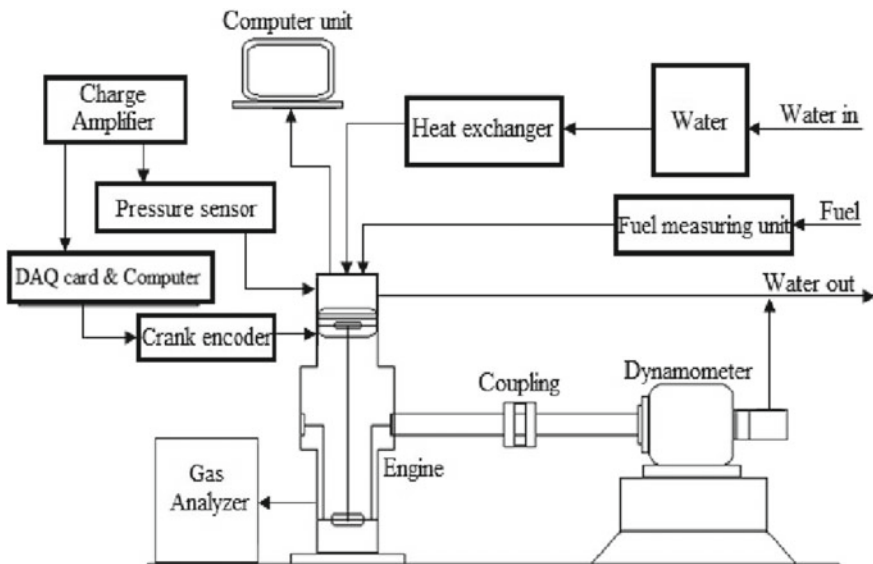 Computer unit
Charge
Amplifier
Heat exchanger
Water
Water in
Pressure sensor
Fuel measuring unit
Fuel
DAQ card & Computer
Water out
Crank encoder
Coupling
Dynamometer
Gas
Analyzer
Engine